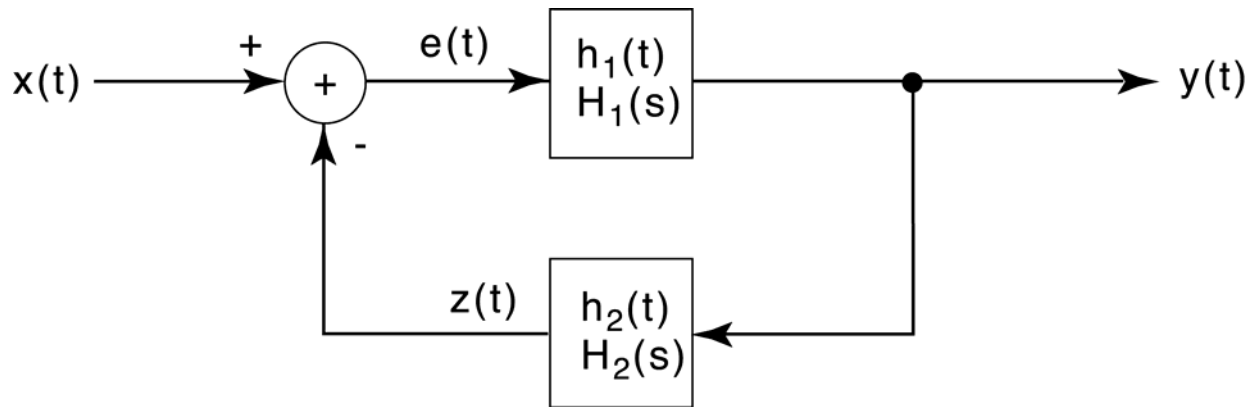 x(t)
+
+
e(t)
h₁(t)
H₁(s)
y(t)
-
z(t)
h₂(t)
H₂(s)